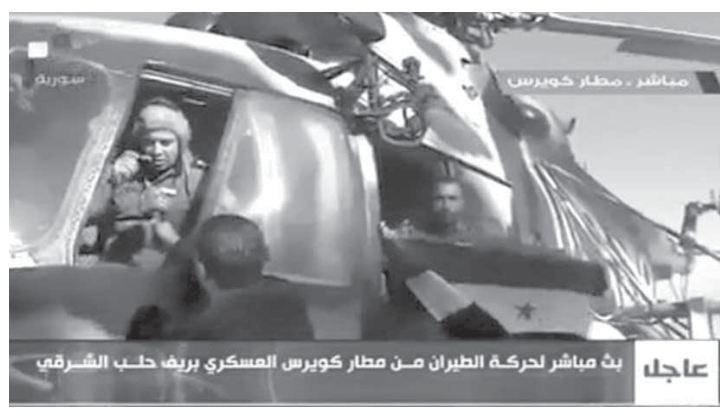 سورية
مباشر - مطار كويرس
عاجل
بث مباشر لحركة الطيران من مطار كويرس العسكري بريف حلب الشرقي